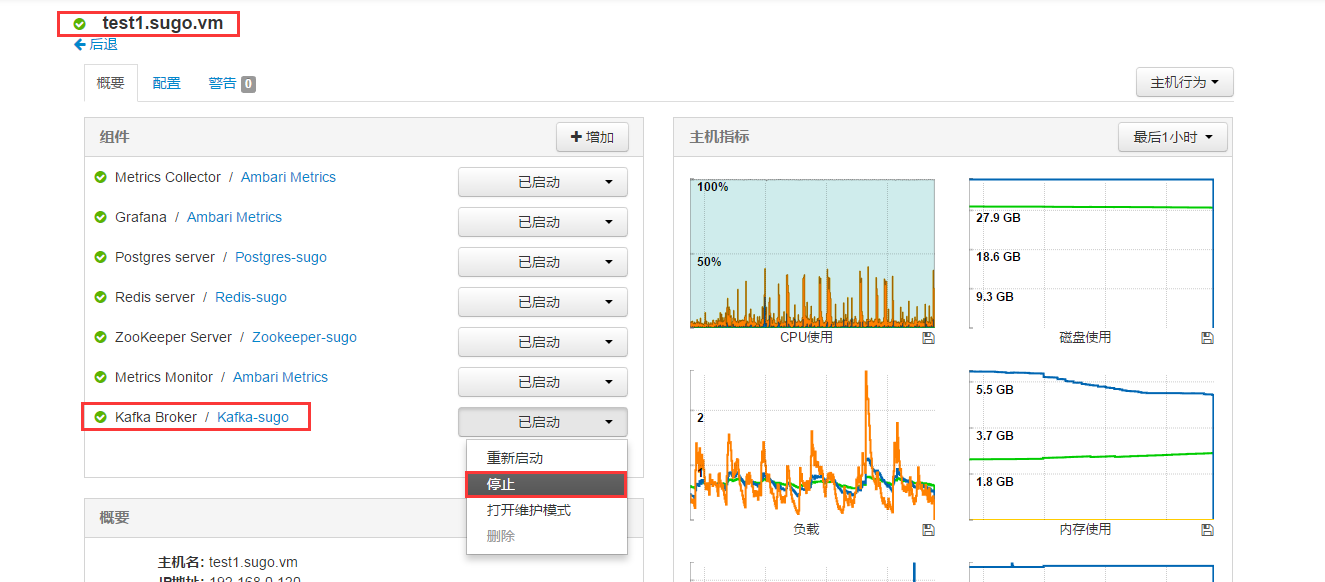 test1.sugo.vm
后退
概要 配置 警告 0 主机行为
组件 增加
Metrics Collector / Ambari Metrics 已启动
Grafana / Ambari Metrics 已启动
Postgres server / Postgres-sugo 已启动
Redis server / Redis-sugo 已启动
ZooKeeper Server / Zookeeper-sugo 已启动
Metrics Monitor / Ambari Metrics 已启动
Kafka Broker / Kafka-sugo 已启动
重新启动
停止
打开维护模式
删除
概要
主机名: test1.sugo.vm
IP地址: 192.168.0.120
主机指标 最后1小时
100%
50%
CPU使用
27.9 GB
18.6 GB
9.3 GB
磁盘使用
2
1
负载
5.5 GB
3.7 GB
1.8 GB
内存使用